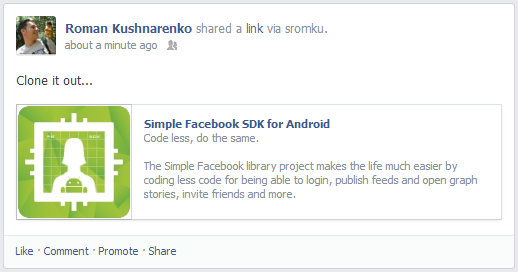 Roman Kushnarenko shared a link via sromku.
about a minute ago
Clone it out...
Simple Facebook SDK for Android
Code less, do the same.
The Simple Facebook library project makes the life much easier by
coding less code for being able to login, publish feeds and open graph
stories, invite friends and more.
Like · Comment · Promote · Share